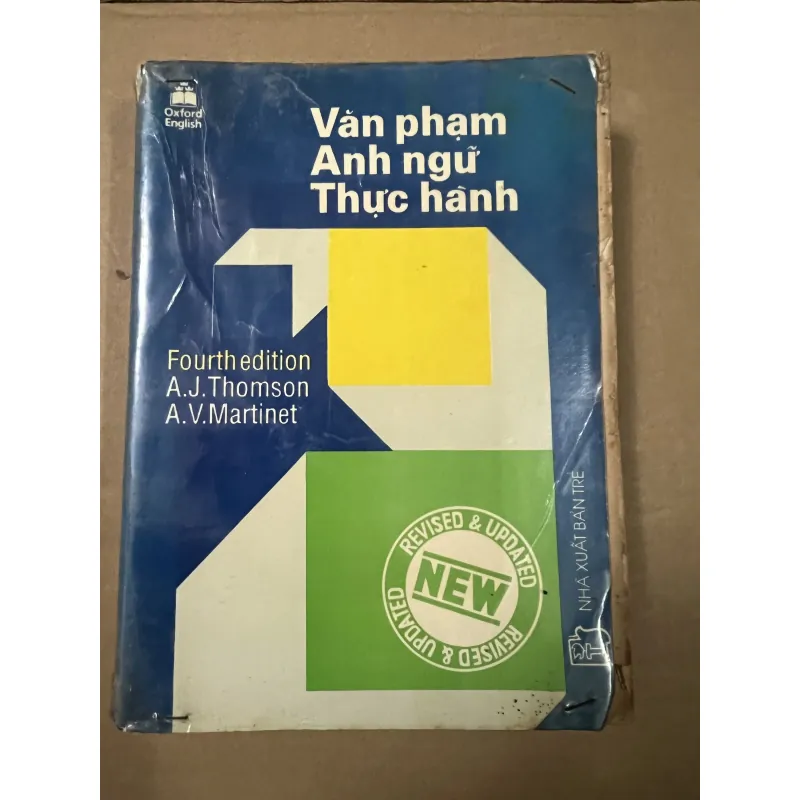 Oxford
English
Văn phạm
Anh ngữ
Thực hành
Fourth edition
A.J.Thomson
A.V.Martinet
REVISED & UPDATED
NEW
REVISED & UPDATED
NHÀ XUẤT BẢN TRẺ